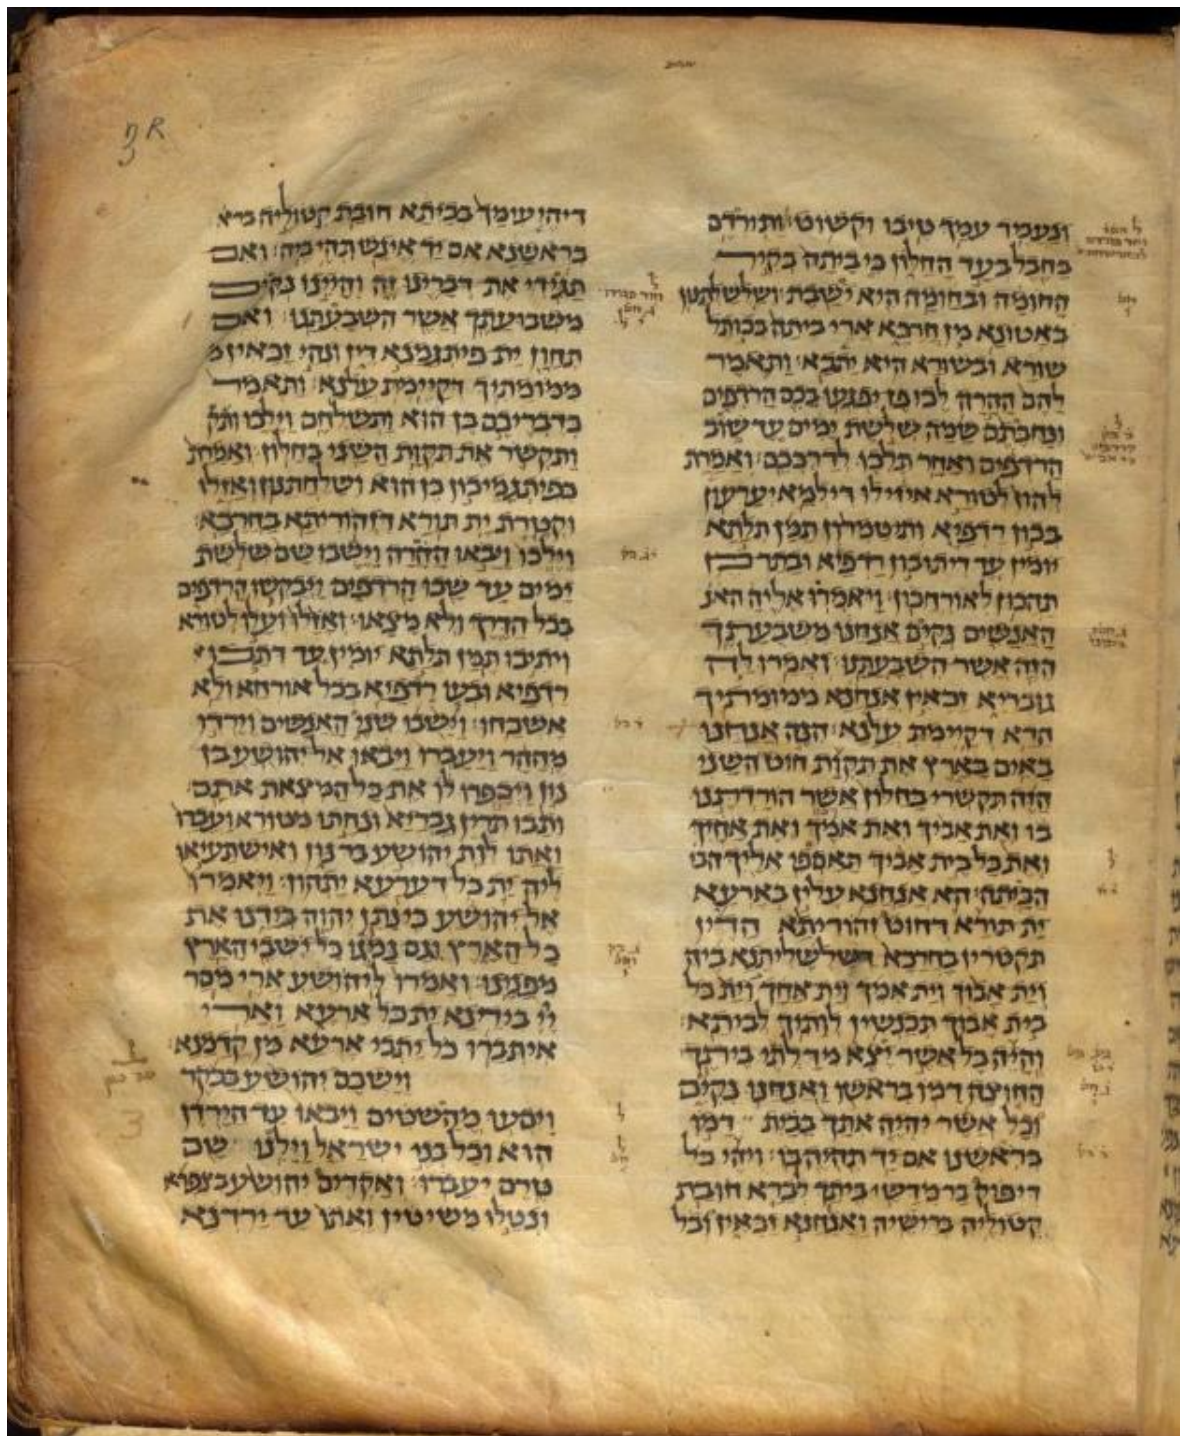 ונעמיד עמך טיבו וקשוט ותורדם
בחבל בעד החלון כי ביתה בקיר
החומה ובחומה היא יושבת ושלשלתנון
באטונא מן חרכא ארי ביתה בכותל
שורא ובשורא היא יתבא ותאמר
להם ההרה לכו פן יפגעו בכם הרדפים
ונחבתם שמה שלשת ימים עד שוב
הרדפים ואחר תלכו לדרככם ואמרת
להון לטורא איזילו דילמא יערעון
בכון רדפיא ותיטמרון תמן תלתא
יומין עד דיתובון רדפיא ובתר כן
תהכון לאורחכון ויאמרו אליה האנ
האנשים נקים אנחנו משבעתך
הזה אשר השבעתנו ואמרו לה
גובריא זכאין אנחנא ממומתיך
הדא דקיימת עלנא הנה אנחנו
באים בארץ את תקות חוט השני
הזה תקשרי בחלון אשר הורדתנו
בו ואת אביך ואת אמך ואת אחיך
ואת כל בית אביך תאספו אליך הבי
הביתה הא אנחנא עלין בארעא
ית תורא דחוט זהוריתא הדין
תקטרין בחרכא דשלשליתנא ביה
וית אבוך וית אמך וית אחך וית כל
בית אבוך תכנשין לותיך לביתא
והיה כל אשר יצא מדלתי ביתך
החוצה דמו בראשו ואנחנו נקים
וכל אשר יהיה אתך בבית דמו
בראשנו אם יד תהיה בו ויהי כל
דיפוק ברמדש ביתך לברא חובת
קטוליה ברישיה ואנחנא זכאין וכל
דיהי עומך בביתא חובת קטוליה ברא
בראשנא אם יד אינש תהי ביה ואם
תגידי את דברינו זה והיינו נקים
משבועתך אשר השבעתנו ואם
תחון ית פיתגמנא דין ונהי זכאין מ
ממומתיך דקיימת עלנא ותאמר
כדבריכם כן הוא ותשלחם וילכו ותק
ותקשר את תקות השני בחלון ואמרת
כפיתגמיכון כן הוא ושלחתנון ואזלו
וקטרת ית תורא דזהוריתא בחרכא
וילכו ויבאו ההרה וישבו שם שלשת
ימים עד שבו הרדפים ויבקשו הרדפים
בכל הדרך ולא מצאו ואזלו ועלו לטורא
ויתיבו תמן תלתא יומין עד דתבו
רדפיא ובעו רדפיא בכל אורחא ולא
אשכחו וישבו שני האנשים וירדו
מההר ויעברו ויבאו אל יהושע בן
נון ויספרו לו את כל המצאות אתם
ותבו תרין גבריא ונחתו מטורא ועברו
ואתו לות יהושע בר נון ואישתעיאו
ליה ית כל דערעא יתהון ויאמרו
אל יהושע כי נתן יהוה בידנו את
כל הארץ וגם נמגו כל ישבי הארץ
מפנינו ואמרו ליהושע ארי מסר
יי בידנא ית כל ארעא ואף
איתברו כל יתבי ארעא מן קדמנא
וישכם יהושע בבקר
ויסעו מהשטים ויבאו עד הירדן
הוא וכל בני ישראל וילנו שם
טרם יעברו ואקדים יהושע בצפרא
ונטלו משיטין ואתו עד ירדנא